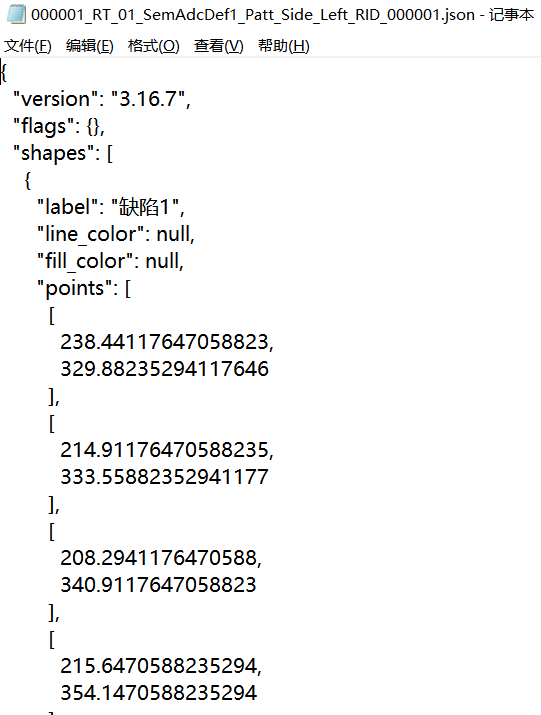 000001_RT_01_SemAdcDef1_Patt_Side_Left_RID_000001.json - 记事本
文件(F) 编辑(E) 格式(O) 查看(V) 帮助(H)
{
"version": "3.16.7",
"flags": {},
"shapes": [
{
"label": "缺陷1",
"line_color": null,
"fill_color": null,
"points": [
[
238.44117647058823,
329.88235294117646
],
[
214.91176470588235,
333.55882352941177
],
[
208.2941176470588,
340.9117647058823
],
[
215.6470588235294,
354.1470588235294